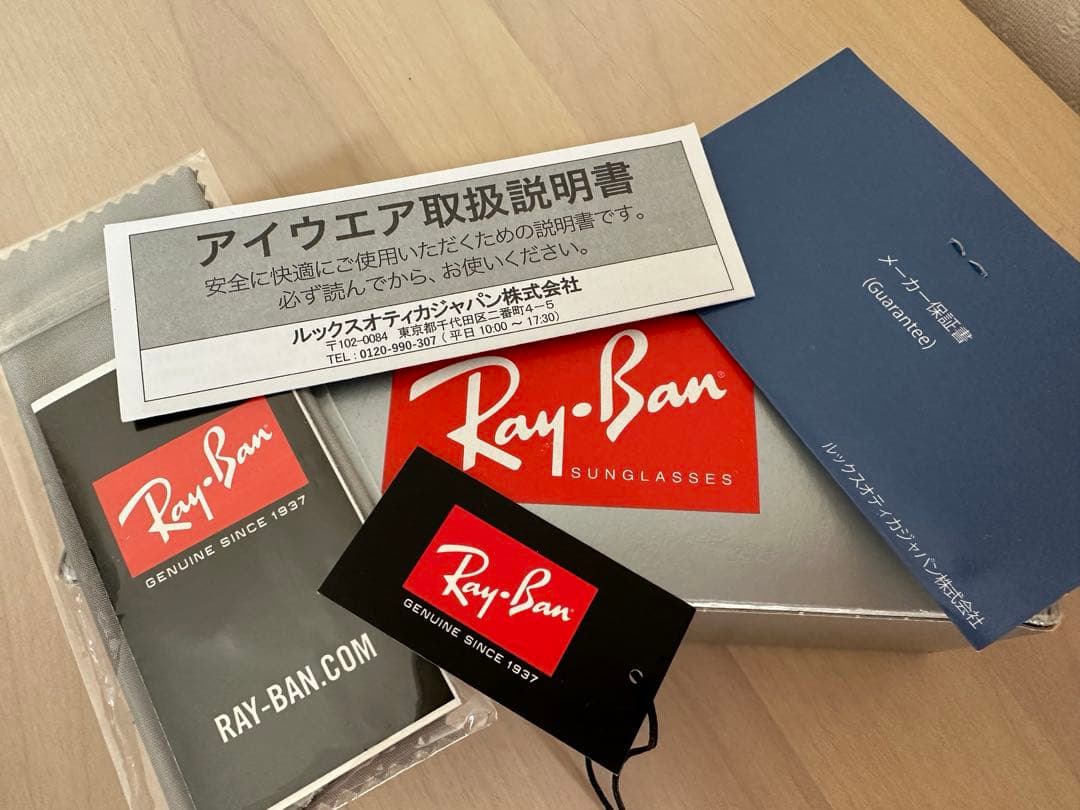 アイウエア取扱説明書
安全に快適にご使用いただくための説明書です。
必ず読んでから、お使いください。
ルックスオティカジャパン株式会社
〒102-0084 東京都千代田区二番町4-5
TEL : 0120-990-307 ( 平日 10:00 ~ 17:30)
メーカー保証書
(Guarantee)
ルックスオティカジャパン株式会社
Ray-Ban®
SUNGLASSES
Ray-Ban
GENUINE SINCE 1937
RAY-BAN.COM
Ray-Ban
GENUINE SINCE 1937